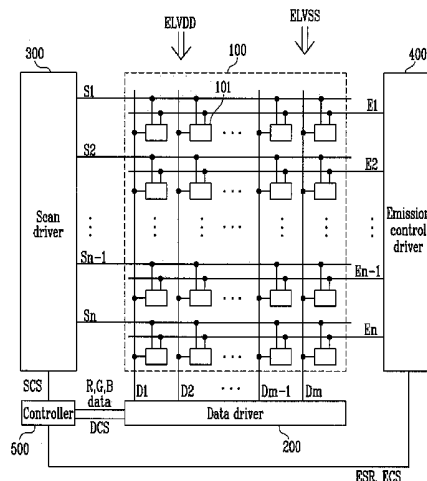 ELVDD
ELVSS
300
100
400
101
S1
E1
S2
E2
Scan
driver
Emission
control
driver
Sn-1
En-1
Sn
En
SCS
R,G,B
data
D1 D2 ... Dm-1 Dm
Controller
DCS
Data driver
500
200
ESR, ECS